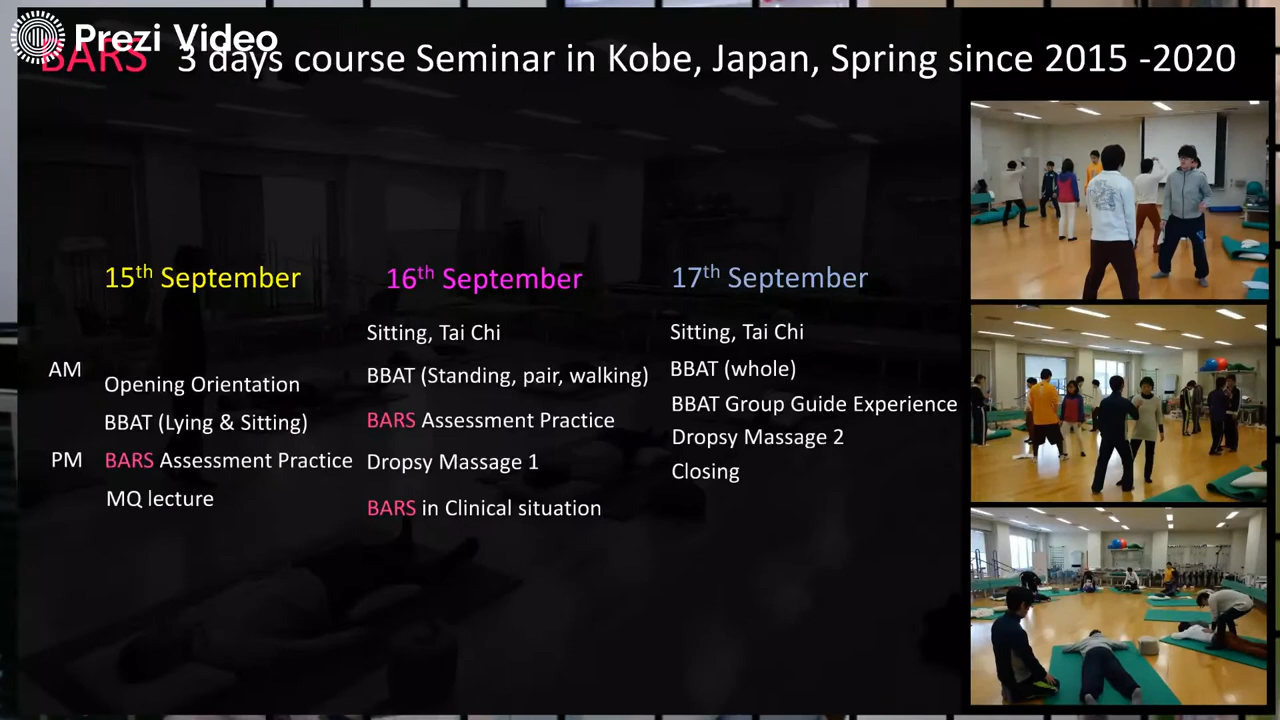 Prezi Video
BARS 3 days course Seminar in Kobe, Japan, Spring since 2015 -2020
15th September
16th September
17th September
AM
PM
Opening Orientation
BBAT (Lying & Sitting)
BARS Assessment Practice
MQ lecture
Sitting, Tai Chi
BBAT (Standing, pair, walking)
BARS Assessment Practice
Dropsy Massage 1
BARS in Clinical situation
Sitting, Tai Chi
BBAT (whole)
BBAT Group Guide Experience
Dropsy Massage 2
Closing